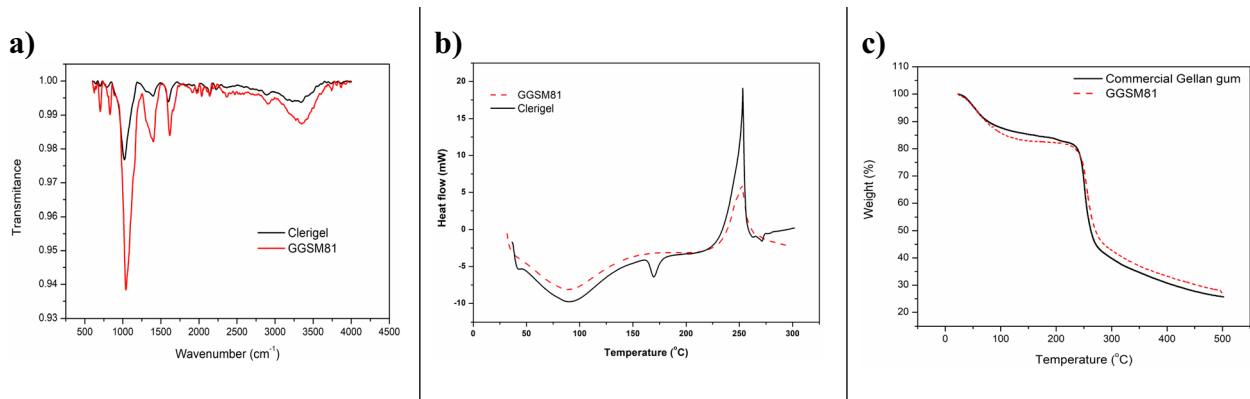 a)
1.00
0.99
0.98
0.97
0.96
0.95
0.94
0.93
Transmitance
Clerigel
GGSM81
500 1000 1500 2000 2500 3000 3500 4000 4500
Wavenumber (cm⁻¹)
b)
20
15
10
5
0
-5
-10
Heat flow (mW)
GGSM81
Clerigel
0 50 100 150 200 250 300
Temperature (°C)
c)
110
100
90
80
70
60
50
40
30
20
Weight (%)
Commercial Gellan gum
GGSM81
0 100 200 300 400 500
Temperature (°C)